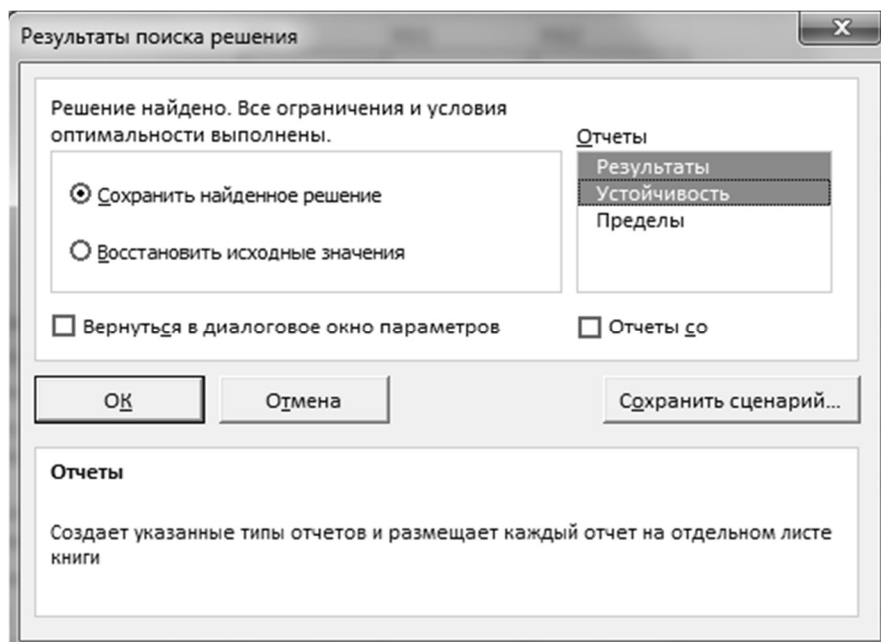 Результаты поиска решения
Решение найдено. Все ограничения и условия
оптимальности выполнены.
Сохранить найденное решение
Восстановить исходные значения
Отчеты
Результаты
Устойчивость
Пределы
Вернуться в диалоговое окно параметров
Отчеты со
ОК
Отмена
Сохранить сценарий...
Отчеты
Создает указанные типы отчетов и размещает каждый отчет на отдельном листе
книги